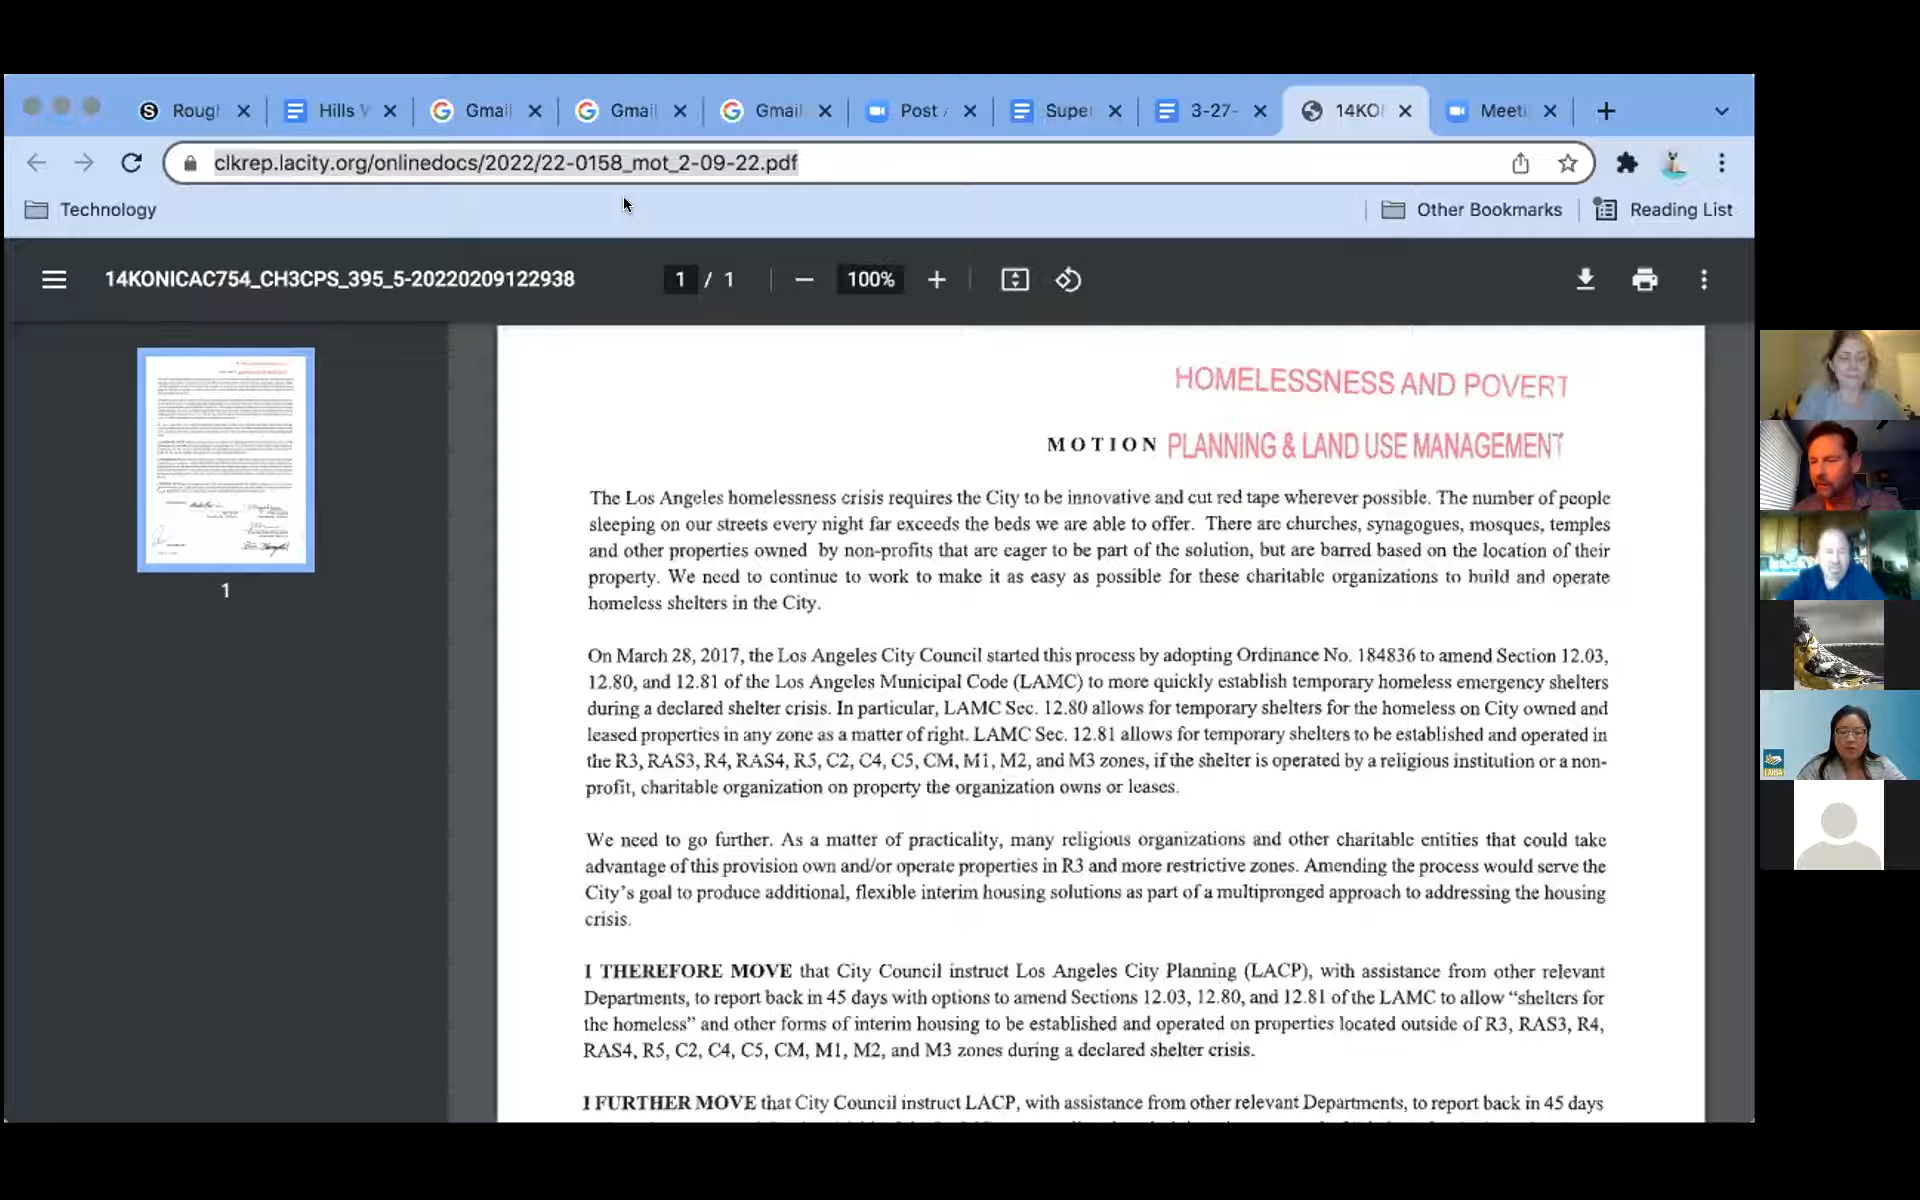 Rougl
Hills V
Gmail
Gmail
Gmail
Post
Super
3-27-
14KO
Meeti
clkrep.lacity.org/onlinedocs/2022/22-0158_mot_2-09-22.pdf
Technology
Other Bookmarks
Reading List
14KONICAC754_CH3CPS_395_5-20220209122938
1 / 1
100%
HOMELESSNESS AND POVERT
MOTION PLANNING & LAND USE MANAGEMENT
The Los Angeles homelessness crisis requires the City to be innovative and cut red tape wherever possible. The number of people
sleeping on our streets every night far exceeds the beds we are able to offer. There are churches, synagogues, mosques, temples
and other properties owned by non-profits that are eager to be part of the solution, but are barred based on the location of their
property. We need to continue to work to make it as easy as possible for these charitable organizations to build and operate
homeless shelters in the City.
On March 28, 2017, the Los Angeles City Council started this process by adopting Ordinance No. 184836 to amend Section 12.03,
12.80, and 12.81 of the Los Angeles Municipal Code (LAMC) to more quickly establish temporary homeless emergency shelters
during a declared shelter crisis. In particular, LAMC Sec. 12.80 allows for temporary shelters for the homeless on City owned and
leased properties in any zone as a matter of right. LAMC Sec. 12.81 allows for temporary shelters to be established and operated in
the R3, RAS3, R4, RAS4, R5, C2, C4, C5, CM, M1, M2, and M3 zones, if the shelter is operated by a religious institution or a non-
profit, charitable organization on property the organization owns or leases.
We need to go further. As a matter of practicality, many religious organizations and other charitable entities that could take
advantage of this provision own and/or operate properties in R3 and more restrictive zones. Amending the process would serve the
City's goal to produce additional, flexible interim housing solutions as part of a multipronged approach to addressing the housing
crisis.
I THEREFORE MOVE that City Council instruct Los Angeles City Planning (LACP), with assistance from other relevant
Departments, to report back in 45 days with options to amend Sections 12.03, 12.80, and 12.81 of the LAMC to allow "shelters for
the homeless" and other forms of interim housing to be established and operated on properties located outside of R3, RAS3, R4,
RAS4, R5, C2, C4, C5, CM, M1, M2, and M3 zones during a declared shelter crisis.
I FURTHER MOVE that City Council instruct LACP, with assistance from other relevant Departments, to report back in 45 days
1
LAHSA